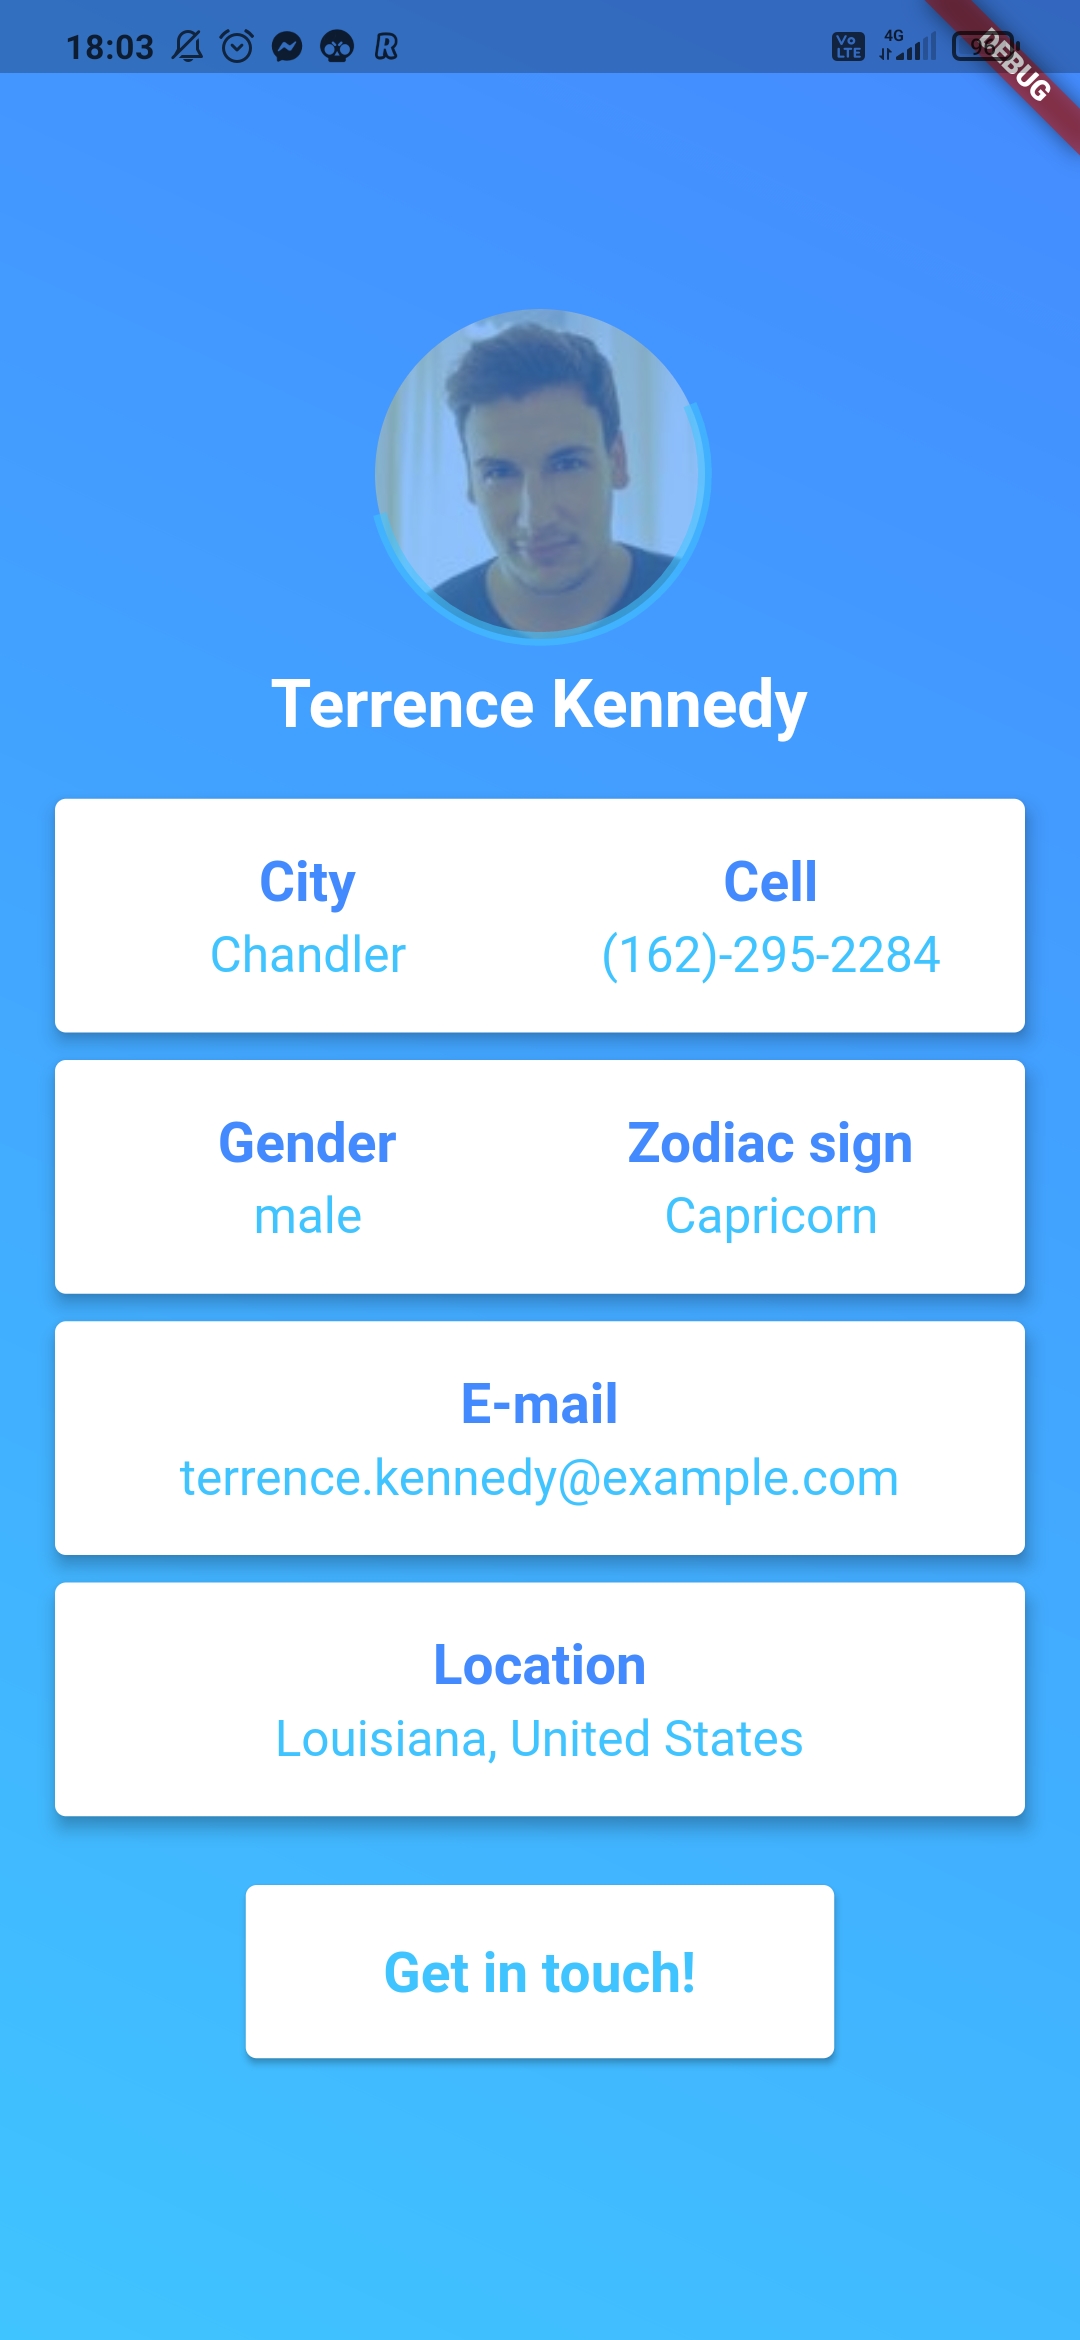 18:03
Vo LTE 4G 96
DEBUG
Terrence Kennedy
City Cell
Chandler (162)-295-2284
Gender Zodiac sign
male Capricorn
E-mail
terrence.kennedy@example.com
Location
Louisiana, United States
Get in touch!